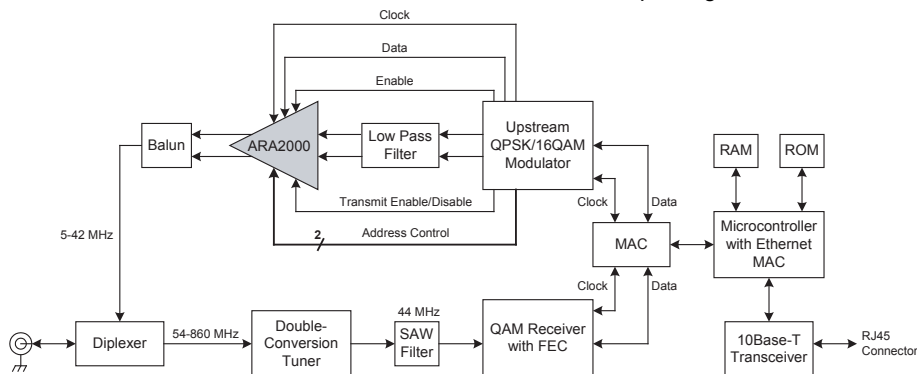 Clock
Data
Enable
Balun
ARA2000
Low Pass
Filter
Upstream
QPSK/16QAM
Modulator
RAM
ROM
Transmit Enable/Disable
2
Address Control
Clock
Data
5-42 MHz
MAC
Microcontroller
with Ethernet
MAC
Clock
Data
Diplexer
54-860 MHz
Double-
Conversion
Tuner
44 MHz
SAW
Filter
QAM Receiver
with FEC
10Base-T
Transceiver
RJ45
Connector